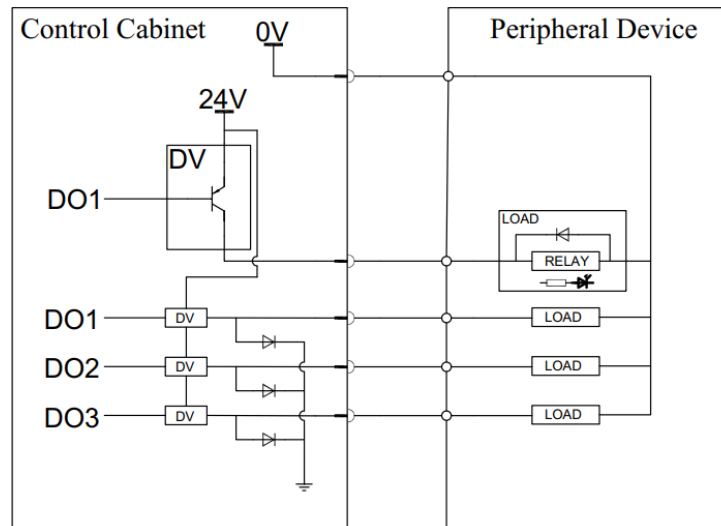 Control Cabinet
Peripheral Device
0V
24V
DV
DO1
LOAD
RELAY
DO1
DV
LOAD
DO2
DV
LOAD
DO3
DV
LOAD